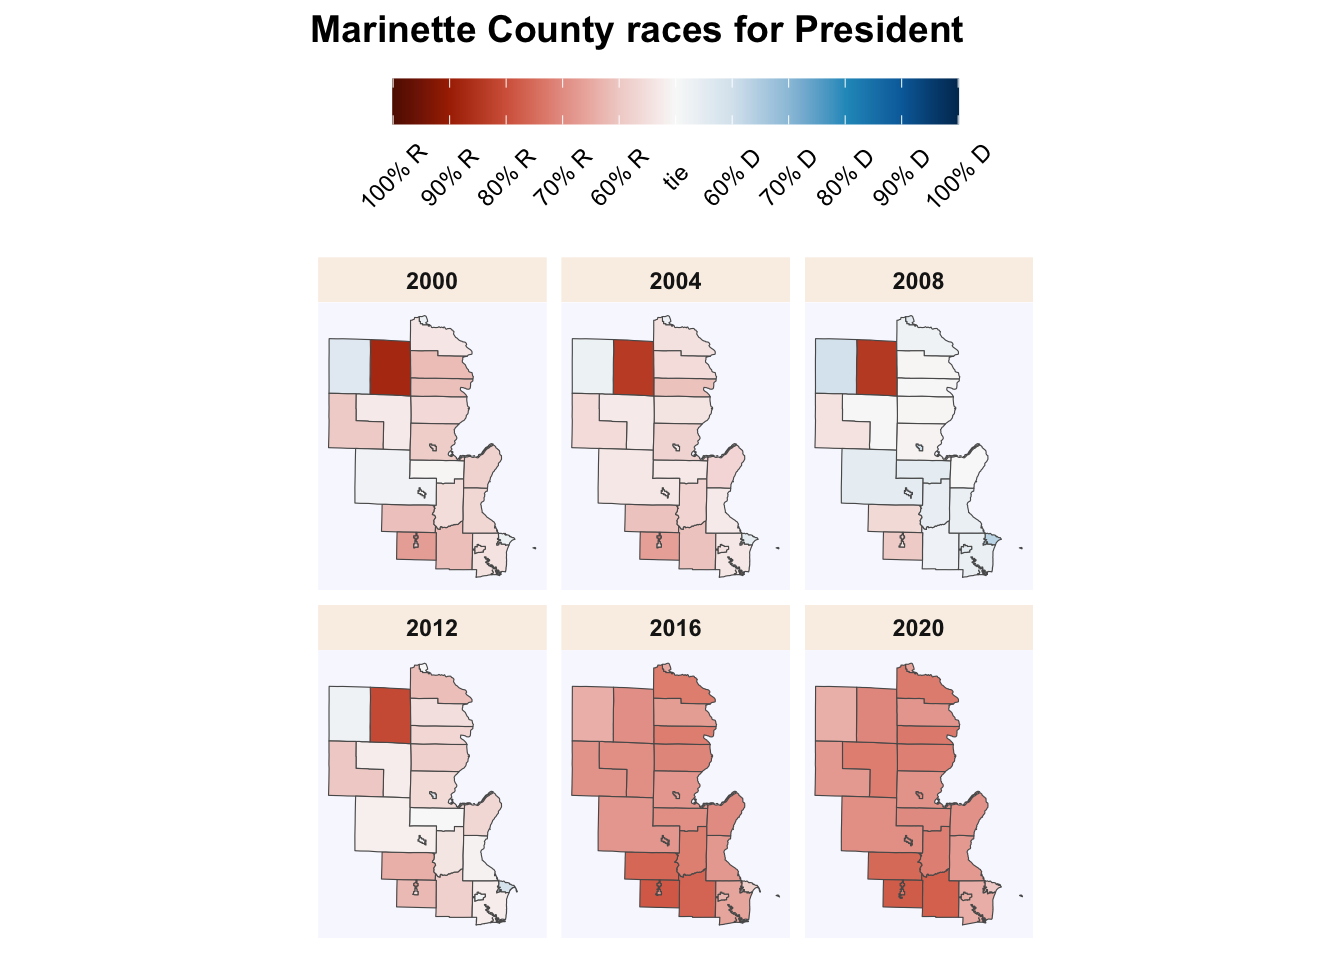 Marinette County races for President
100% R 90% R 80% R 70% R 60% R tie 60% D 70% D 80% D 90% D 100% D
2000 2004 2008
2012 2016 2020